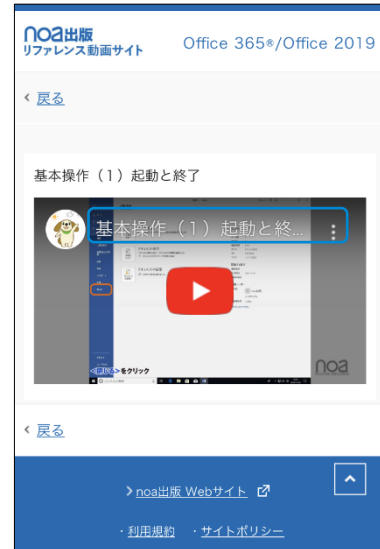 noa出版
リファレンス動画サイト
Office 365®/Office 2019
戻る
基本操作（1）起動と終了
基本操作（1）起動と終...
をクリック
noa
戻る
noa出版 Webサイト
・利用規約 ・サイトポリシー